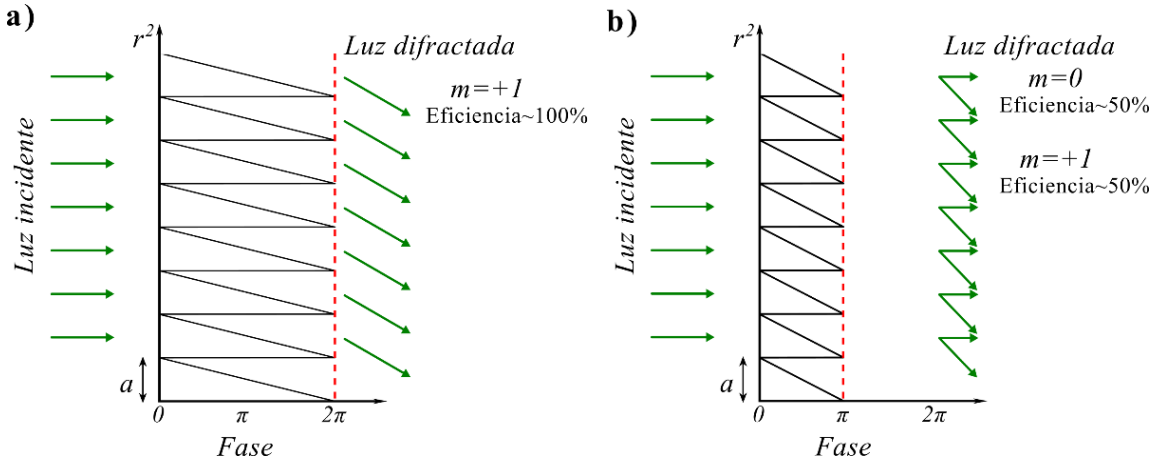 a)
r²
Luz difractada
m=+1
Eficiencia~100%
Luz incidente
a
0
π
2π
Fase
b)
r²
Luz difractada
m=0
Eficiencia~50%
m=+1
Eficiencia~50%
Luz incidente
a
0
π
2π
Fase